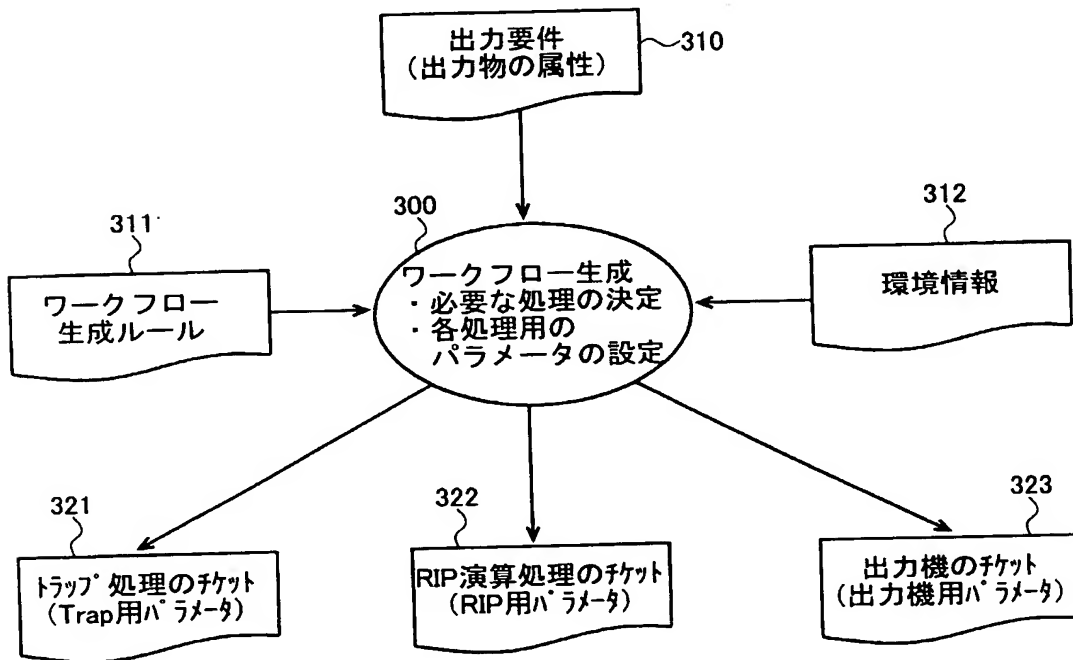 出力要件
(出力物の属性)
310
311
ワークフロー
生成ルール
300
ワークフロー生成
・必要な処理の決定
・各処理用の
パラメータの設定
312
環境情報
321
ﾄﾗｯﾌﾟ処理のﾁｹｯﾄ
(Trap用ﾊﾟﾗﾒｰﾀ)
322
RIP演算処理のﾁｹｯﾄ
(RIP用ﾊﾟﾗﾒｰﾀ)
323
出力機のﾁｹｯﾄ
(出力機用ﾊﾟﾗﾒｰﾀ)